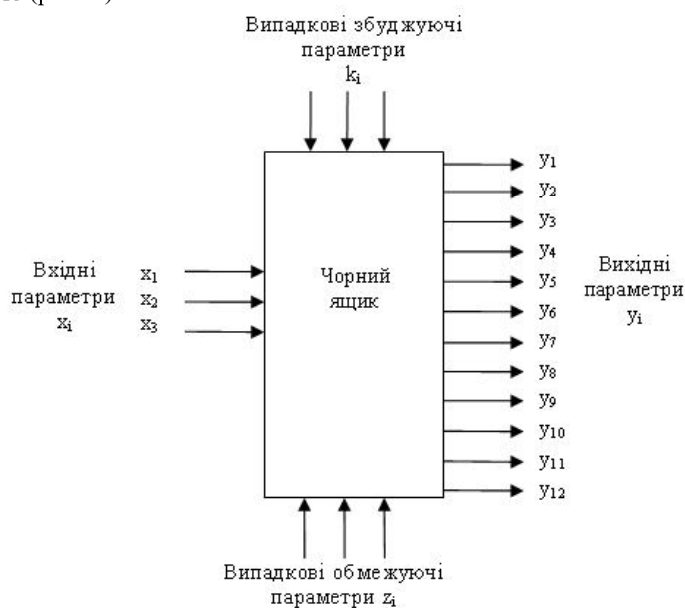 Випадкові збуджуючі
параметри
ki
Вхідні
параметри
xi
x1
x2
x3
Чорний
ящик
y1
y2
y3
y4
y5
y6
y7
y8
y9
y10
y11
y12
Вихідні
параметри
yi
Випадкові обмежуючі
параметри zi